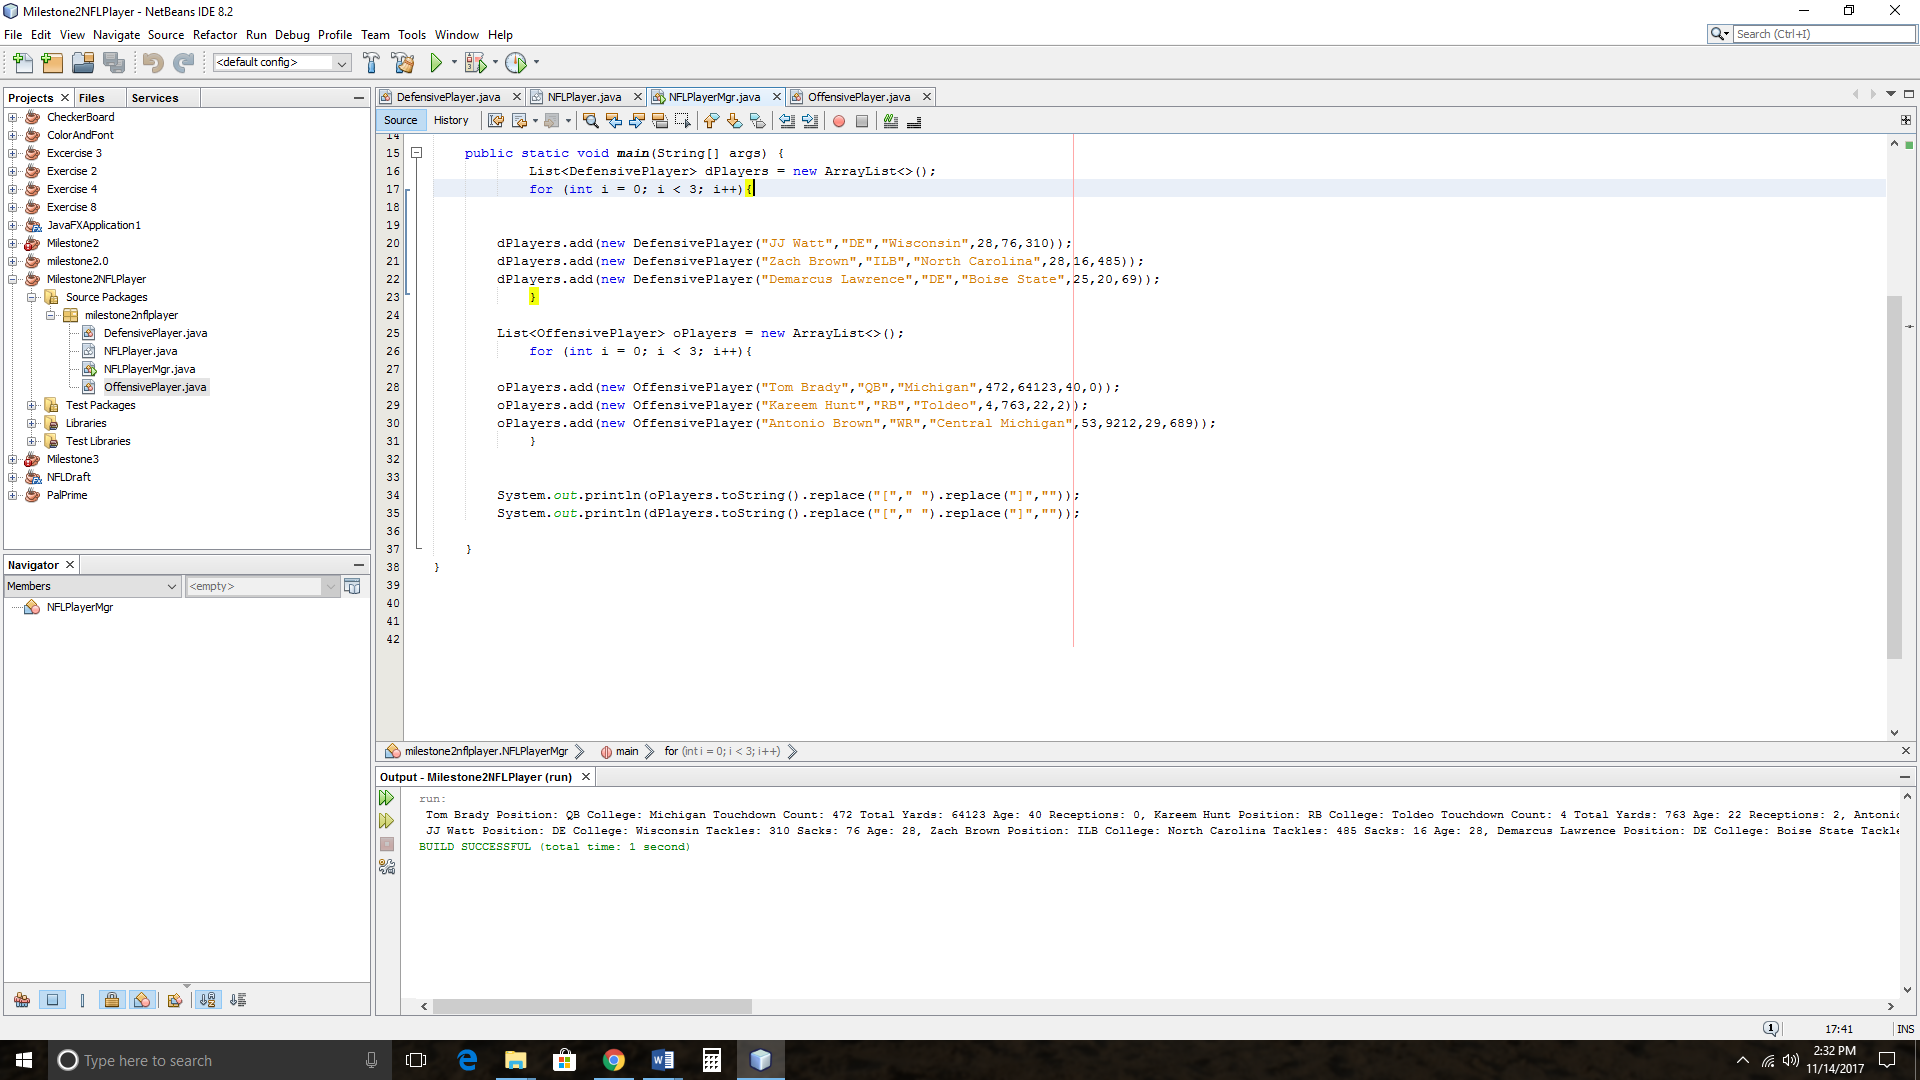 Milestone2NFLPlayer - NetBeans IDE 8.2
File Edit View Navigate Source Refactor Run Debug Profile Team Tools Window Help
Search (Ctrl+I)
<default config>
Projects Files Services
CheckerBoard
ColorAndFont
Excercise 3
Exercise 2
Exercise 4
Exercise 8
JavaFXApplication1
Milestone2
milestone2.0
Milestone2NFLPlayer
Source Packages
milestone2nflplayer
DefensivePlayer.java
NFLPlayer.java
NFLPlayerMgr.java
OffensivePlayer.java
Test Packages
Libraries
Test Libraries
Milestone3
NFLDraft
PalPrime
Navigator
Members <empty>
NFLPlayerMgr
DefensivePlayer.java NFLPlayer.java NFLPlayerMgr.java OffensivePlayer.java
Source History
14
15 public static void main(String[] args) {
16 List<DefensivePlayer> dPlayers = new ArrayList<>();
17 for (int i = 0; i < 3; i++){
18
19
20 dPlayers.add(new DefensivePlayer("JJ Watt","DE","Wisconsin",28,76,310));
21 dPlayers.add(new DefensivePlayer("Zach Brown","ILB","North Carolina",28,16,485));
22 dPlayers.add(new DefensivePlayer("Demarcus Lawrence","DE","Boise State",25,20,69));
23 }
24
25 List<OffensivePlayer> oPlayers = new ArrayList<>();
26 for (int i = 0; i < 3; i++){
27
28 oPlayers.add(new OffensivePlayer("Tom Brady","QB","Michigan",472,64123,40,0));
29 oPlayers.add(new OffensivePlayer("Kareem Hunt","RB","Toldeo",4,763,22,2));
30 oPlayers.add(new OffensivePlayer("Antonio Brown","WR","Central Michigan",53,9212,29,689));
31 }
32
33
34 System.out.println(oPlayers.toString().replace("["," ").replace("]",""));
35 System.out.println(dPlayers.toString().replace("["," ").replace("]",""));
36
37 }
38 }
39
40
41
42
milestone2nflplayer.NFLPlayerMgr main for (int i = 0; i < 3; i++)
Output - Milestone2NFLPlayer (run)
run:
Tom Brady Position: QB College: Michigan Touchdown Count: 472 Total Yards: 64123 Age: 40 Receptions: 0, Kareem Hunt Position: RB College: Toldeo Touchdown Count: 4 Total Yards: 763 Age: 22 Receptions: 2, Antonio
JJ Watt Position: DE College: Wisconsin Tackles: 310 Sacks: 76 Age: 28, Zach Brown Position: ILB College: North Carolina Tackles: 485 Sacks: 16 Age: 28, Demarcus Lawrence Position: DE College: Boise State Tackle
BUILD SUCCESSFUL (total time: 1 second)
1 17:41 INS
Type here to search
2:32 PM
11/14/2017